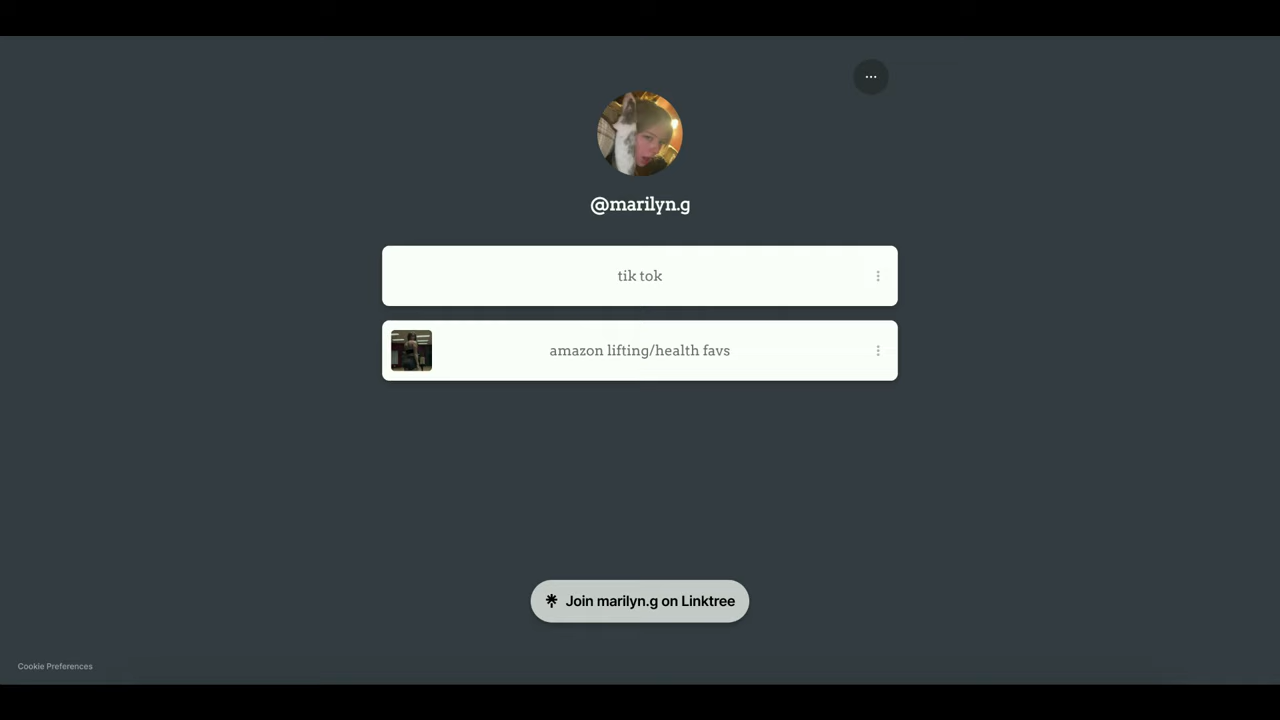 @marilyn.g
tik tok
amazon lifting/health favs
Join marilyn.g on Linktree
Cookie Preferences